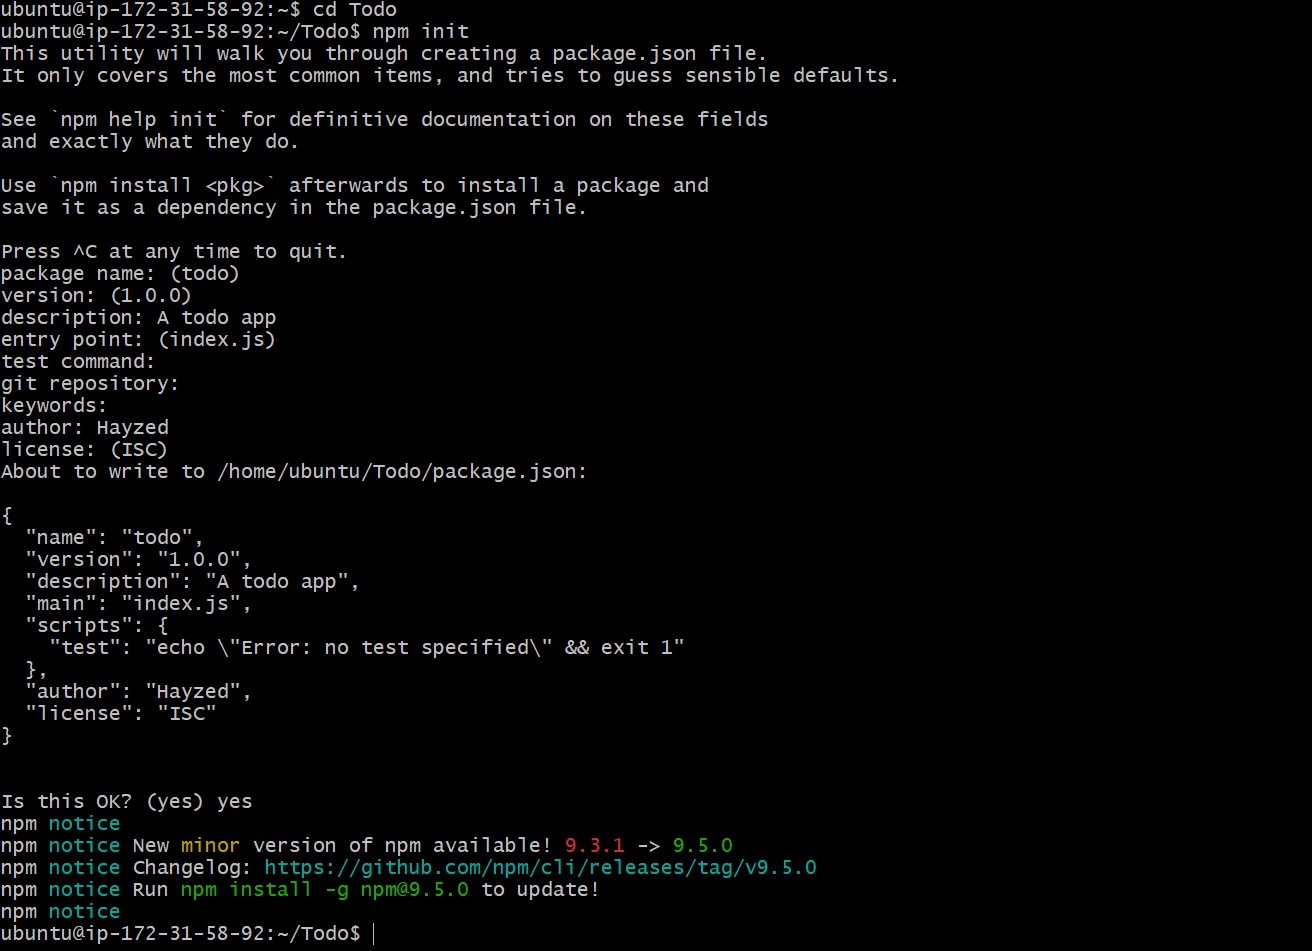 ubuntu@ip-172-31-58-92:~$ cd Todo
ubuntu@ip-172-31-58-92:~/Todo$ npm init
This utility will walk you through creating a package.json file.
It only covers the most common items, and tries to guess sensible defaults.
See `npm help init` for definitive documentation on these fields
and exactly what they do.
Use `npm install <pkg>` afterwards to install a package and
save it as a dependency in the package.json file.
Press ^C at any time to quit.
package name: (todo)
version: (1.0.0)
description: A todo app
entry point: (index.js)
test command:
git repository:
keywords:
author: Hayzed
license: (ISC)
About to write to /home/ubuntu/Todo/package.json:
{
  "name": "todo",
  "version": "1.0.0",
  "description": "A todo app",
  "main": "index.js",
  "scripts": {
    "test": "echo \"Error: no test specified\" && exit 1"
  },
  "author": "Hayzed",
  "license": "ISC"
}
Is this OK? (yes) yes
npm notice
npm notice New minor version of npm available! 9.3.1 -> 9.5.0
npm notice Changelog: https://github.com/npm/cli/releases/tag/v9.5.0
npm notice Run npm install -g npm@9.5.0 to update!
npm notice
ubuntu@ip-172-31-58-92:~/Todo$